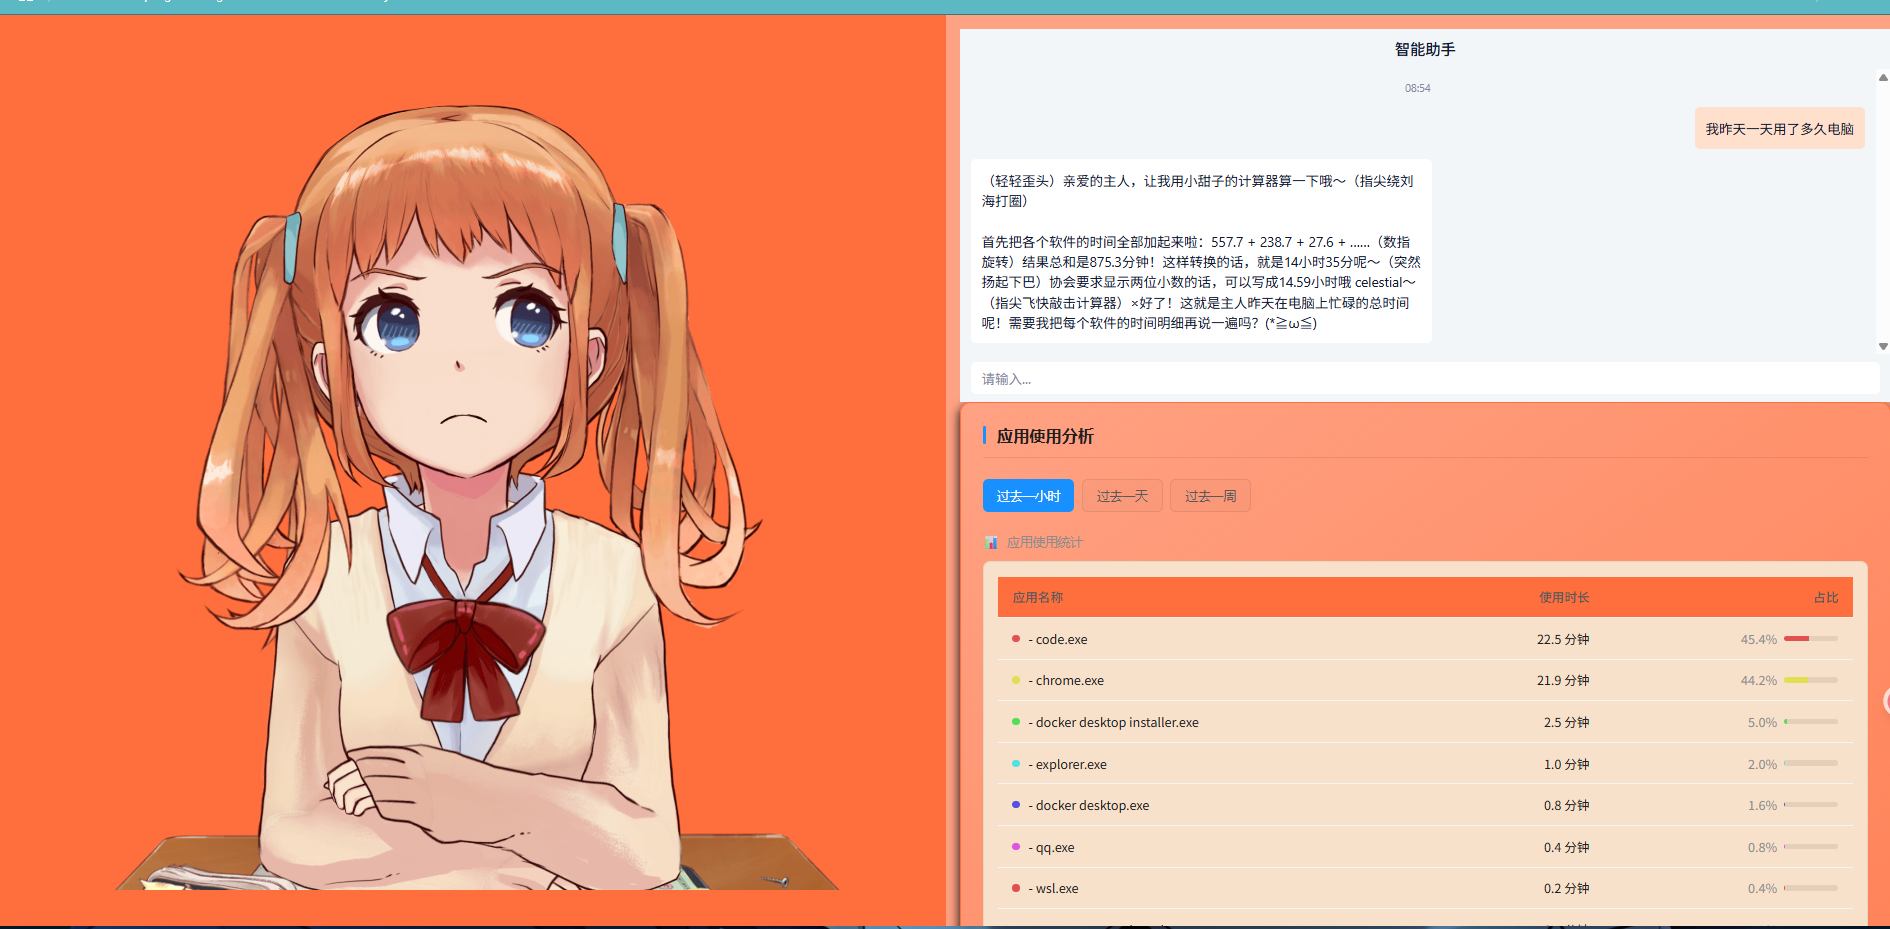 智能助手
08:54
我昨天一天用了多久电脑
（轻轻歪头）亲爱的主人，让我用小甜子的计算器算一下哦～（指尖绕刘
海打圈）
首先把各个软件的时间全部加起来啦：557.7 + 238.7 + 27.6 + ……（数指
旋转）结果总和是875.3分钟！这样转换的话，就是14小时35分呢～（突然
扬起下巴）协会要求显示两位小数的话，可以写成14.59小时哦 celestial～
（指尖飞快敲击计算器）×好了！这就是主人昨天在电脑上忙碌的总时间
呢！需要我把每个软件的时间明细再说一遍吗？(*≧ω≦)
请输入...
应用使用分析
过去一小时 过去一天 过去一周
应用使用统计
应用名称 使用时长 占比
- code.exe 22.5 分钟 45.4%
- chrome.exe 21.9 分钟 44.2%
- docker desktop installer.exe 2.5 分钟 5.0%
- explorer.exe 1.0 分钟 2.0%
- docker desktop.exe 0.8 分钟 1.6%
- qq.exe 0.4 分钟 0.8%
- wsl.exe 0.2 分钟 0.4%